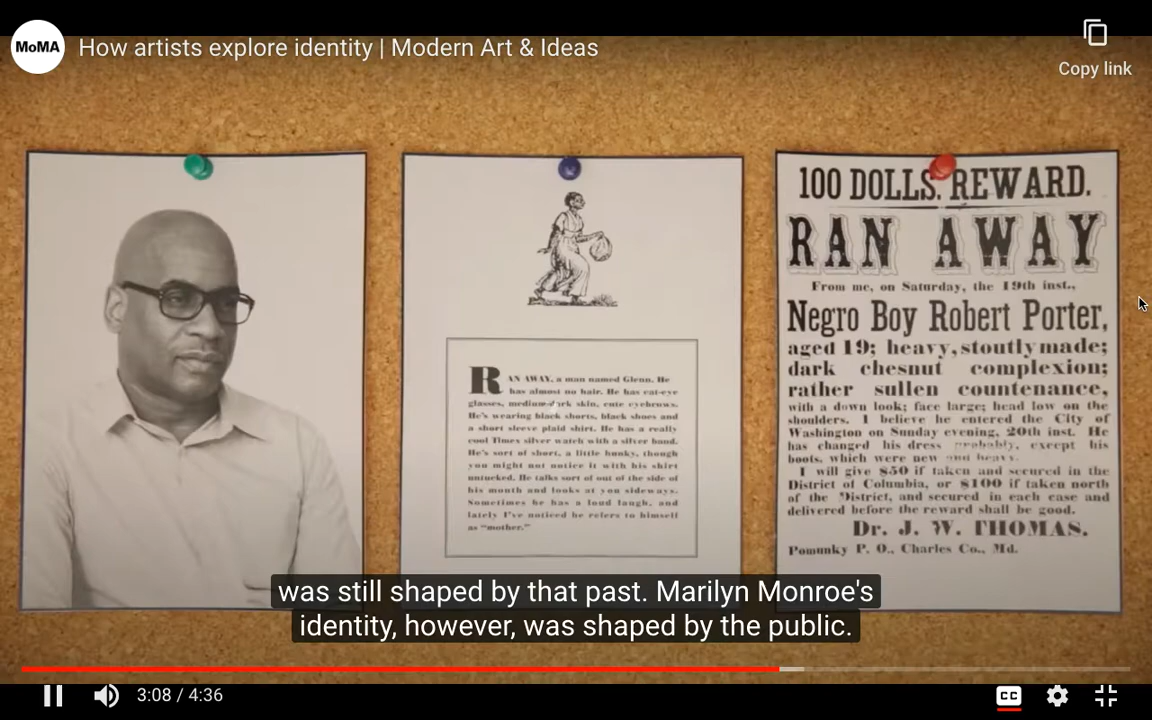 MoMA
How artists explore identity | Modern Art & Ideas
Copy link
RAN AWAY, a man named Glenn. He
has almost no hair. He has cat-eye
glasses, medium-dark skin, cute eyebrows.
He's wearing black shorts, black shoes and
a short sleeve plaid shirt. He has a really
cool Timex silver watch with a silver band.
He's sort of short, a little hunky, though
you might not notice it with his shirt
untucked. He talks sort of out of the side of
his mouth and looks at you sideways.
Sometimes he has a loud laugh, and
lately I've noticed he refers to himself
as "mother."
100 DOLLS. REWARD.
RAN AWAY
From me, on Saturday, the 19th inst.,
Negro Boy Robert Porter,
aged 19; heavy, stoutly made;
dark chesnut complexion;
rather sullen countenance,
with a down look; face large; head low on the
shoulders. I believe he entered the City of
Washington on Sunday evening, 20th inst. He
has changed his dress probably, except his
boots, which were new and heavy.
I will give $50 if taken and secured in the
District of Columbia, or $100 if taken north
of the District, and secured in each case and
delivered before the reward shall be good.
Dr. J. W. THOMAS.
Pomunky P. O., Charles Co., Md.
was still shaped by that past. Marilyn Monroe's
identity, however, was shaped by the public.
3:08 / 4:36
CC